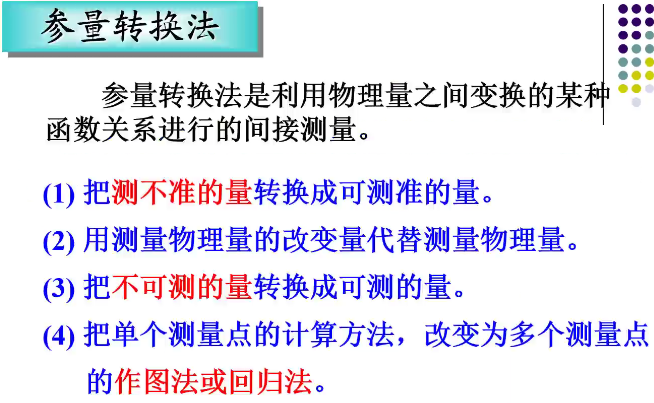 参量转换法
参量转换法是利用物理量之间变换的某种
函数关系进行的间接测量。
(1) 把测不准的量转换成可测准的量。
(2) 用测量物理量的改变量代替测量物理量。
(3) 把不可测的量转换成可测的量。
(4) 把单个测量点的计算方法，改变为多个测量点
的作图法或回归法。